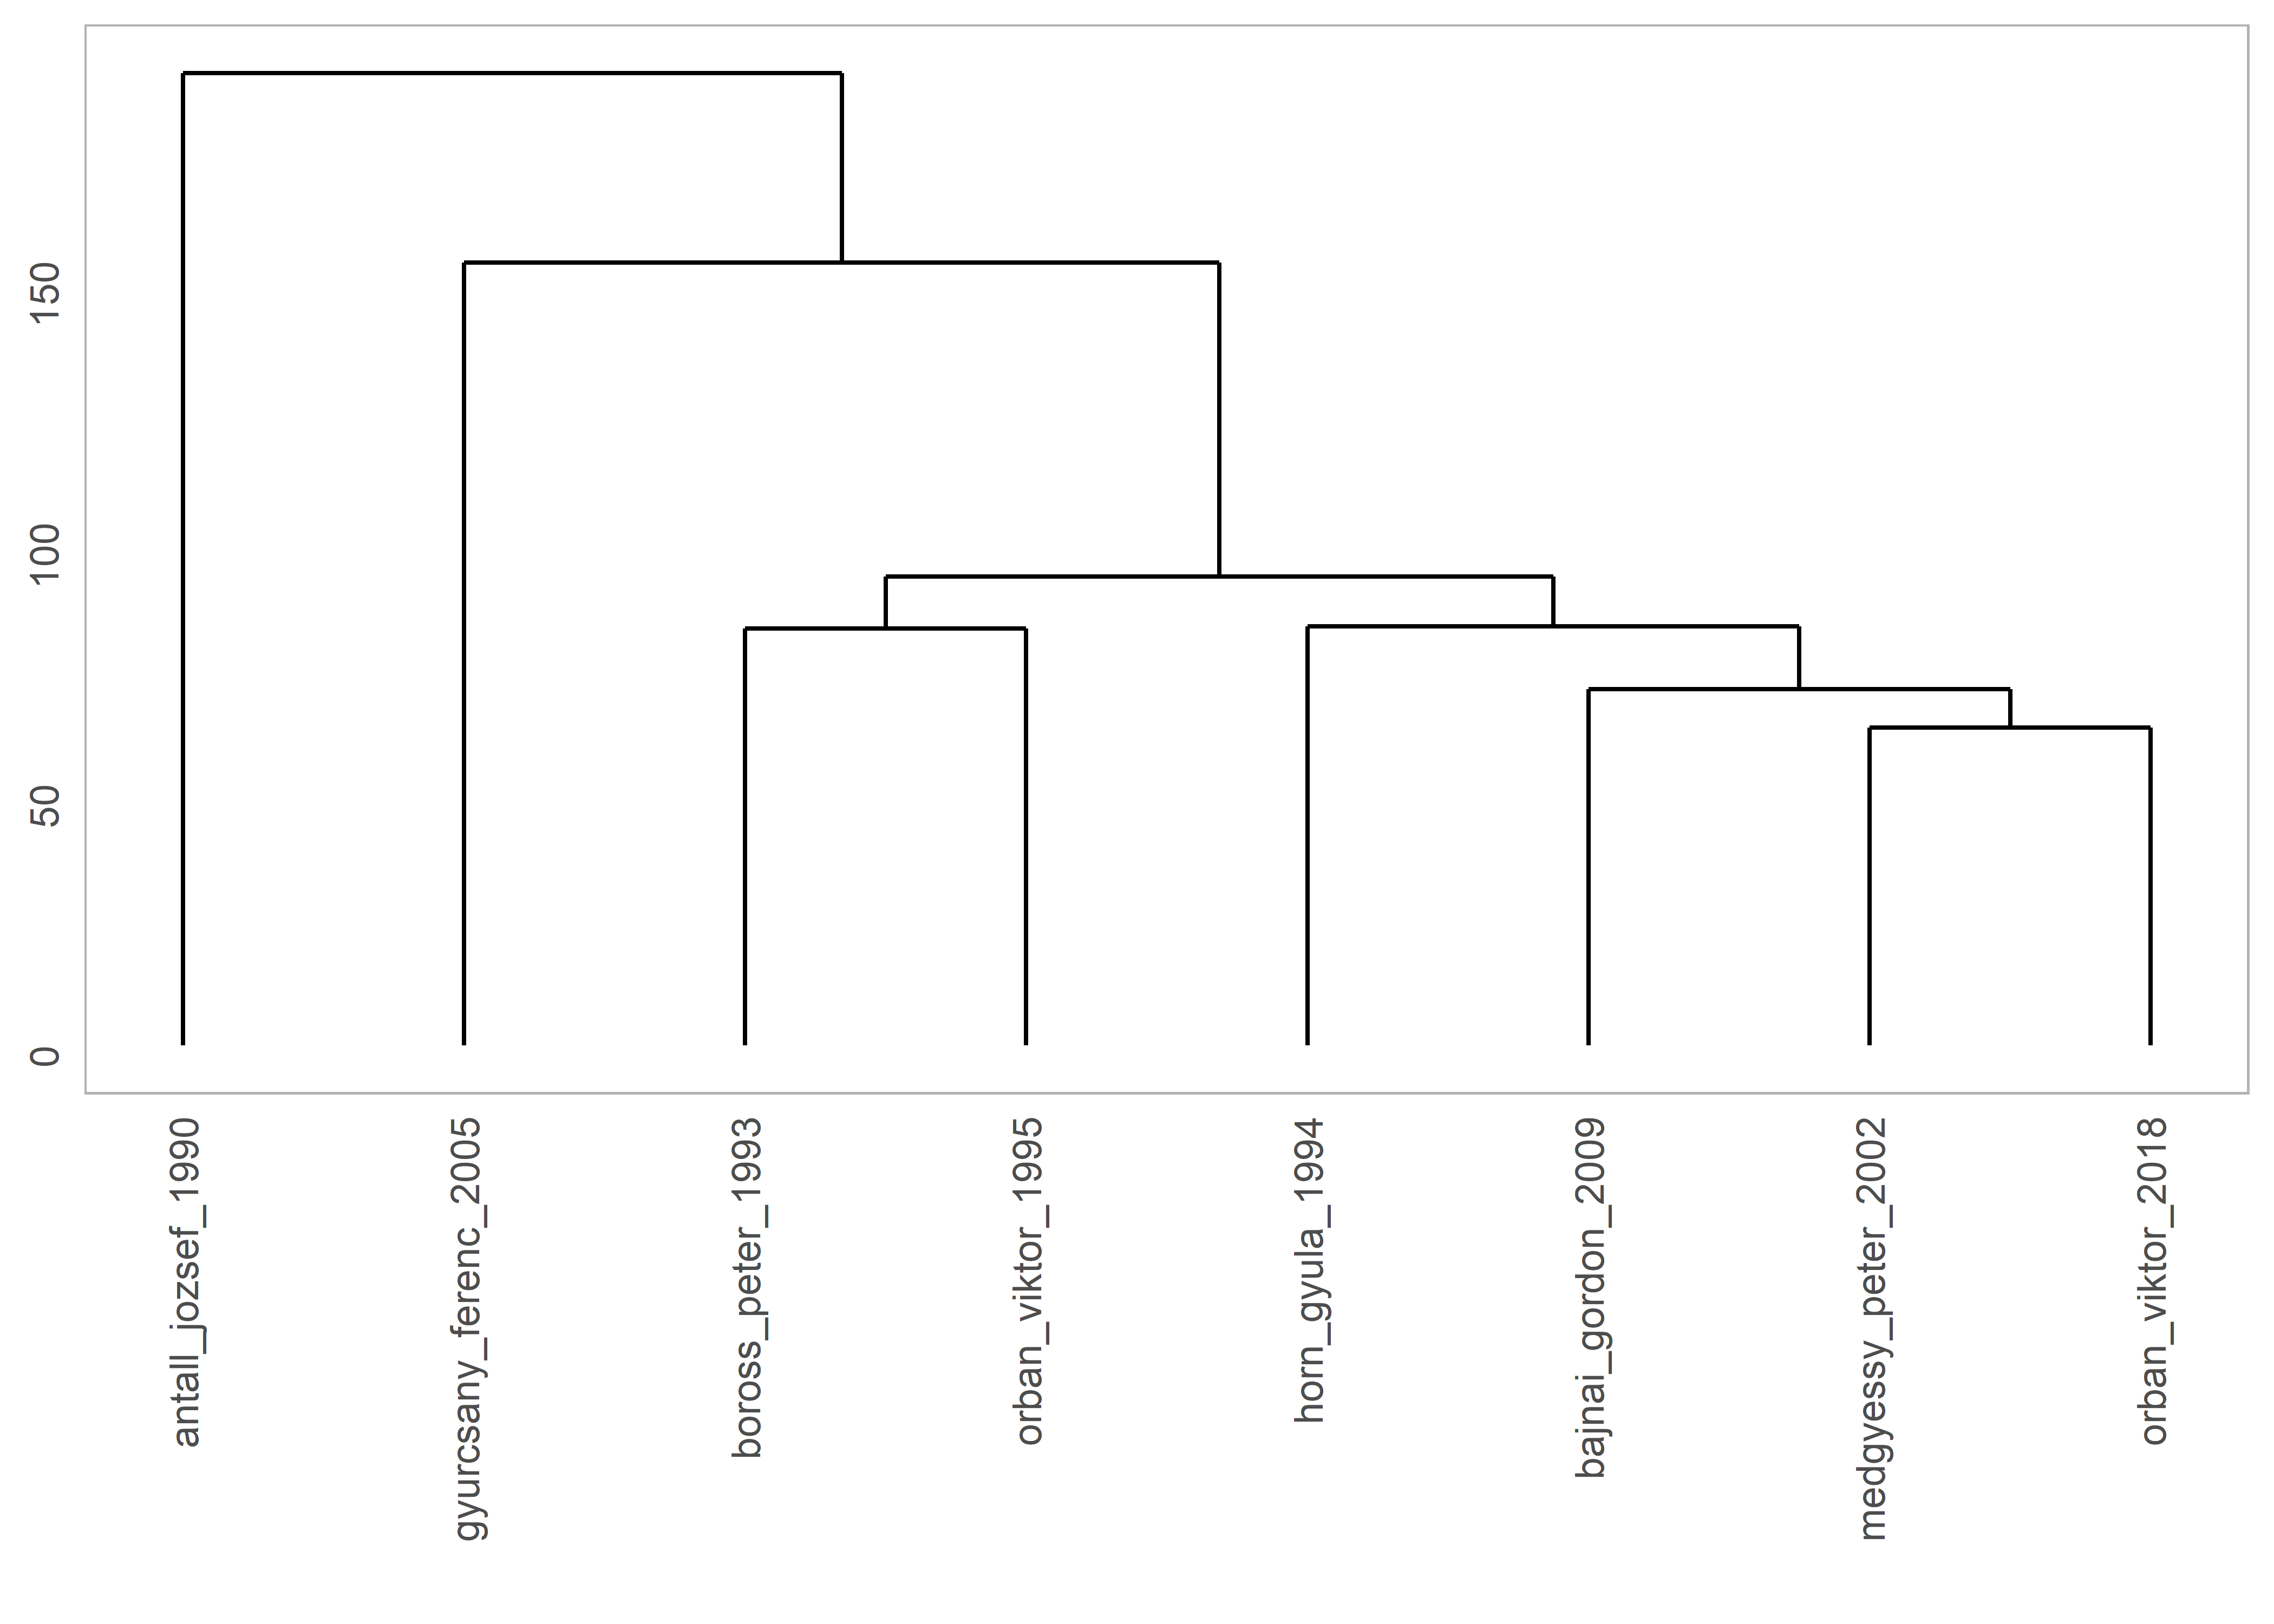 150
100
50
0
antall_jozsef_1990
gyurcsany_ferenc_2005
boross_peter_1993
orban_viktor_1995
horn_gyula_1994
bajnai_gordon_2009
medgyessy_peter_2002
orban_viktor_2018